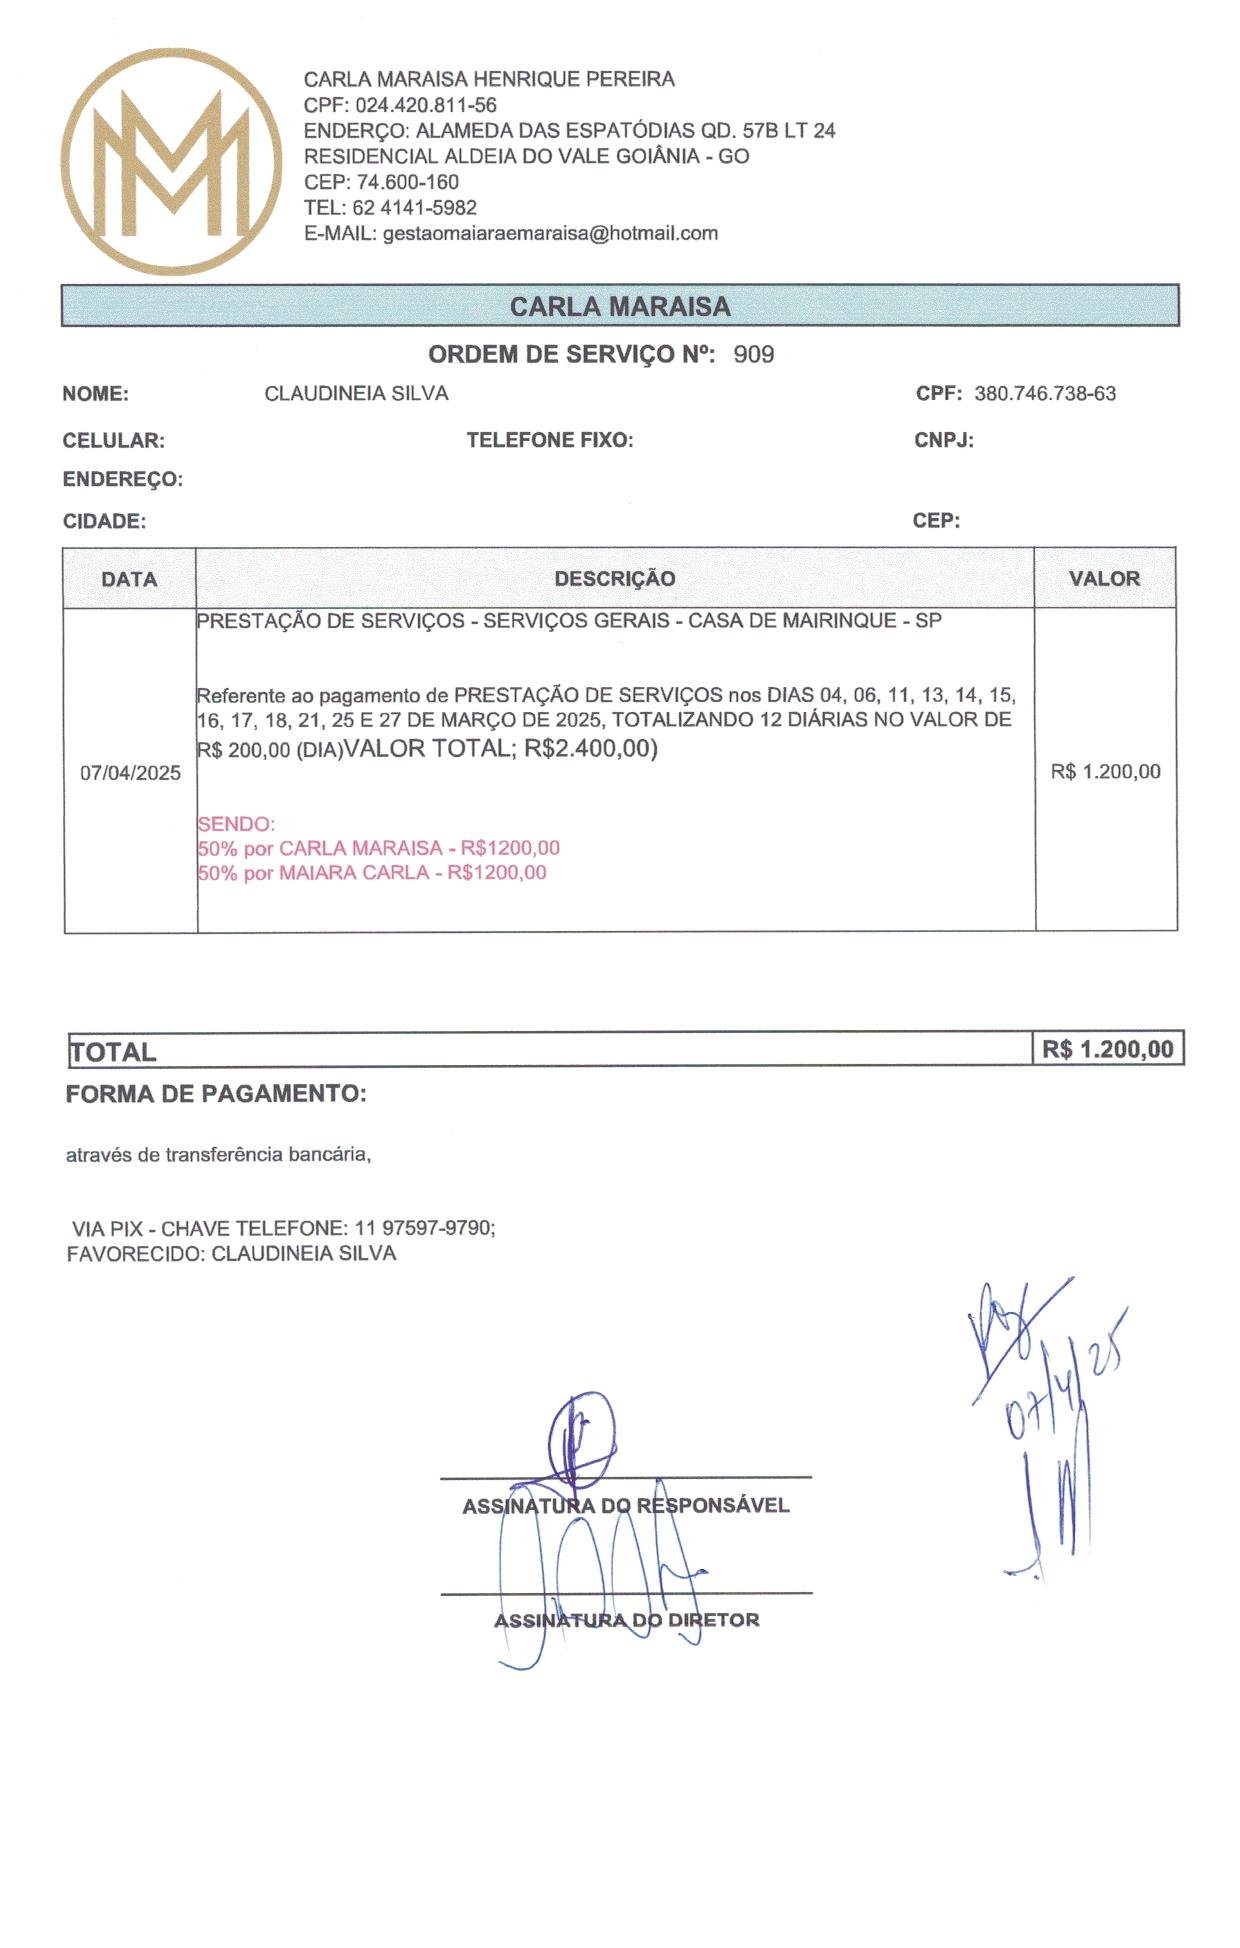 CARLA MARAISA HENRIQUE PEREIRA
CPF: 024.420.811-56
ENDERÇO: ALAMEDA DAS ESPATÓDIAS QD. 57B LT 24
RESIDENCIAL ALDEIA DO VALE GOIÂNIA - GO
CEP: 74.600-160
TEL: 62 4141-5982
E-MAIL: gestaomaiaraemaraisa@hotmail.com
CARLA MARAISA
ORDEM DE SERVIÇO Nº: 909
NOME: CLAUDINEIA SILVA CPF: 380.746.738-63
CELULAR: TELEFONE FIXO: CNPJ:
ENDEREÇO:
CIDADE: CEP:
DATA DESCRIÇÃO VALOR
PRESTAÇÃO DE SERVIÇOS - SERVIÇOS GERAIS - CASA DE MAIRINQUE - SP
Referente ao pagamento de PRESTAÇÃO DE SERVIÇOS nos DIAS 04, 06, 11, 13, 14, 15,
16, 17, 18, 21, 25 E 27 DE MARÇO DE 2025, TOTALIZANDO 12 DIÁRIAS NO VALOR DE
R$ 200,00 (DIA)VALOR TOTAL; R$2.400,00)
07/04/2025 R$ 1.200,00
SENDO:
50% por CARLA MARAISA - R$1200,00
50% por MAIARA CARLA - R$1200,00
TOTAL R$ 1.200,00
FORMA DE PAGAMENTO:
através de transferência bancária,
VIA PIX - CHAVE TELEFONE: 11 97597-9790;
FAVORECIDO: CLAUDINEIA SILVA
07/4/25
ASSINATURA DO RESPONSÁVEL
ASSINATURA DO DIRETOR